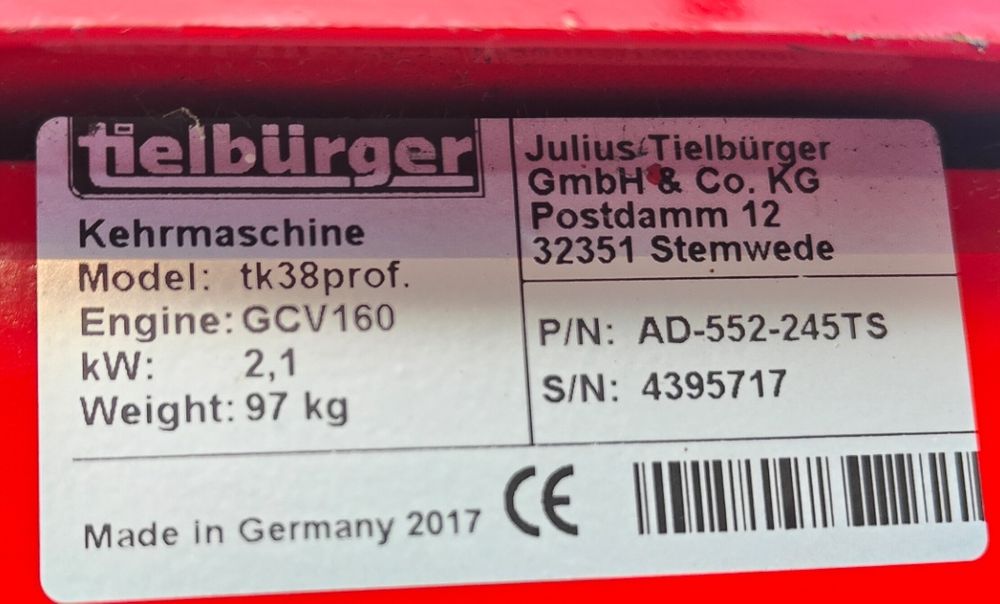 tielbürger
Kehrmaschine
Model: tk38prof.
Engine: GCV160
kW: 2,1
Weight: 97 kg
Julius Tielbürger
GmbH & Co. KG
Postdamm 12
32351 Stemwede
P/N: AD-552-245TS
S/N: 4395717
Made in Germany 2017
CE